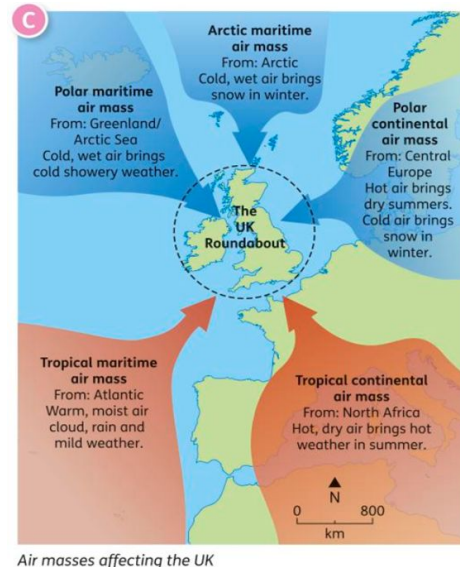 C
Arctic maritime
air mass
From: Arctic
Cold, wet air brings
snow in winter.
Polar maritime
air mass
From: Greenland/
Arctic Sea
Cold, wet air brings
cold showery weather.
Polar
continental
air mass
From: Central
Europe
Hot air brings
dry summers.
Cold air brings
snow in
winter.
The
UK
Roundabout
Tropical maritime
air mass
From: Atlantic
Warm, moist air
cloud, rain and
mild weather.
Tropical continental
air mass
From: North Africa
Hot, dry air brings hot
weather in summer.
N
0 800
km
Air masses affecting the UK